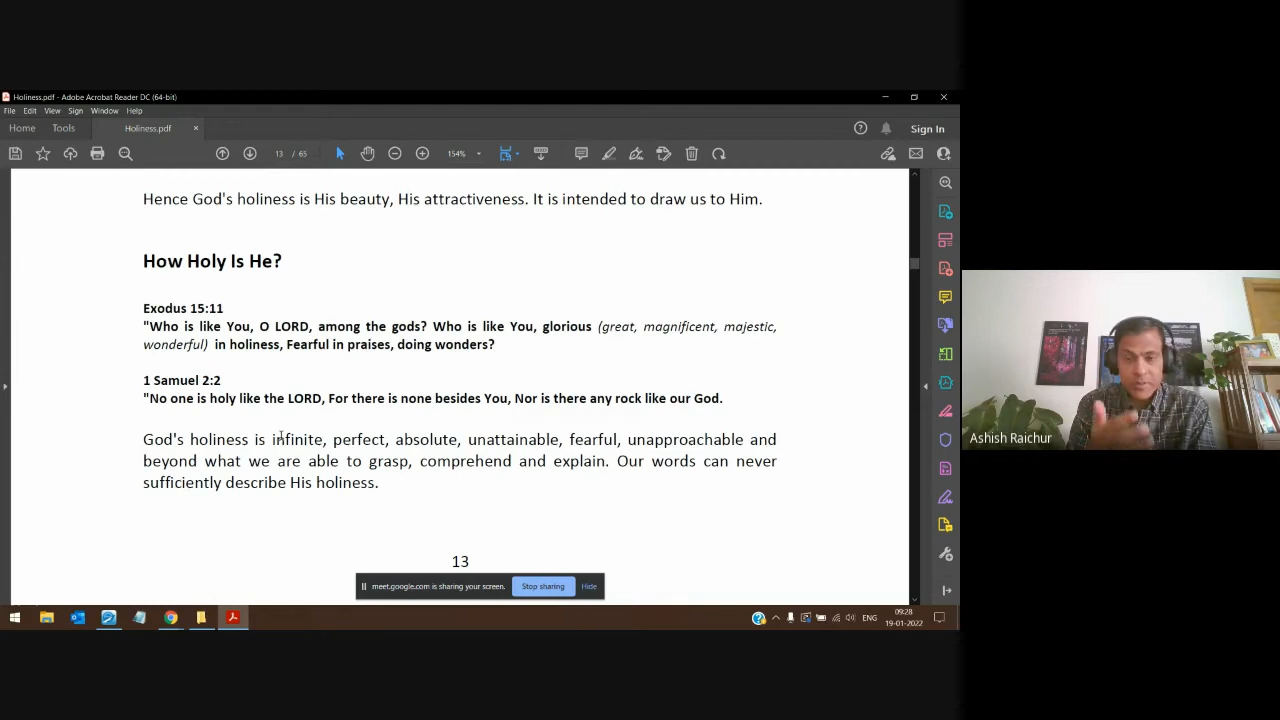 Holiness.pdf - Adobe Acrobat Reader DC (64-bit)
File Edit View Sign Window Help
Home Tools Holiness.pdf × Sign In
13 / 65 154%
Hence God's holiness is His beauty, His attractiveness. It is intended to draw us to Him.
How Holy Is He?
Exodus 15:11
"Who is like You, O LORD, among the gods? Who is like You, glorious (great, magnificent, majestic,
wonderful) in holiness, Fearful in praises, doing wonders?
1 Samuel 2:2
"No one is holy like the LORD, For there is none besides You, Nor is there any rock like our God.
God's holiness is infinite, perfect, absolute, unattainable, fearful, unapproachable and
beyond what we are able to grasp, comprehend and explain. Our words can never
sufficiently describe His holiness.
13
meet.google.com is sharing your screen. Stop sharing Hide
Ashish Raichur
ENG
09:28
19-01-2022